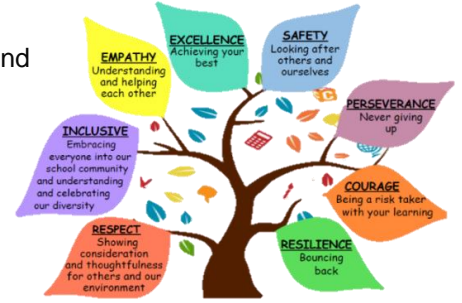 nd
EXCELLENCE
Achieving your
best
SAFETY
Looking after
others and
ourselves
EMPATHY
Understanding
and helping
each other
PERSEVERANCE
Never giving
up
INCLUSIVE
Embracing
everyone into our
school community
and understanding
and celebrating
our diversity
COURAGE
Being a risk taker
with your learning
RESPECT
Showing
consideration
and thoughtfulness
for others and our
environment
RESILIENCE
Bouncing
back